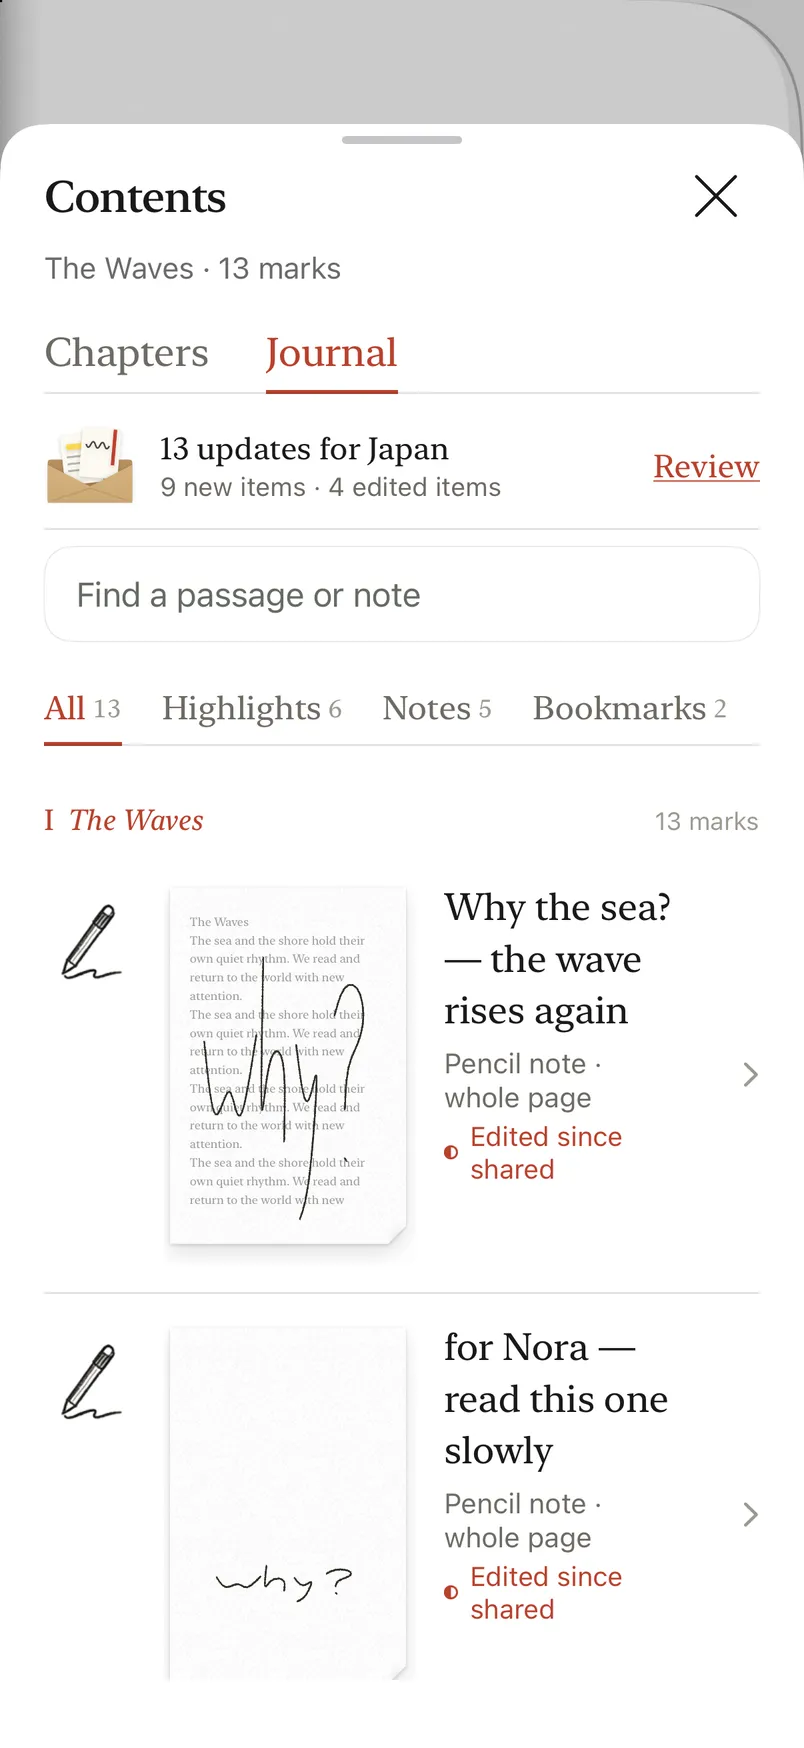 Contents
The Waves · 13 marks
Chapters Journal
13 updates for Japan
9 new items · 4 edited items
Review
Find a passage or note
All 13 Highlights 6 Notes 5 Bookmarks 2
I The Waves 13 marks
The Waves
The sea and the shore hold their
own quiet rhythm. We read and
return to the world with new
attention.
The sea and the shore hold their
own quiet rhythm. We read and
return to the world with new
attention.
The sea and the shore hold their
own quiet rhythm. We read and
return to the world with new
attention.
The sea and the shore hold their
own quiet rhythm. We read and
return to the world with new
why?
Why the sea?
— the wave
rises again
Pencil note ·
whole page
Edited since
shared
why?
for Nora —
read this one
slowly
Pencil note ·
whole page
Edited since
shared